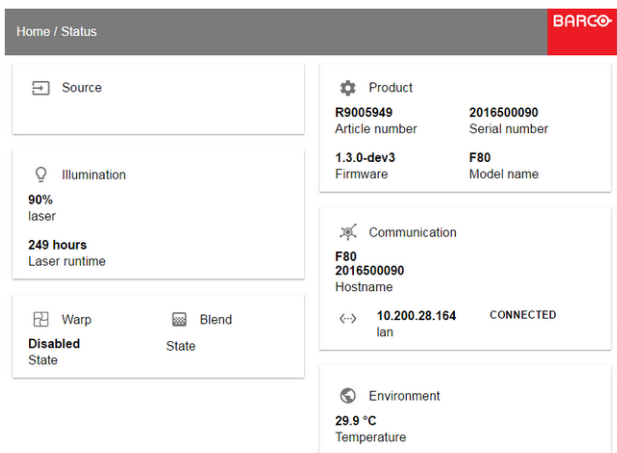 Home / Status
BARCO
Source
Illumination
90%
laser
249 hours
Laser runtime
Warp
Blend
Disabled
State
State
Product
R9005949
2016500090
Article number
Serial number
1.3.0-dev3
F80
Firmware
Model name
Communication
F80
2016500090
Hostname
10.200.28.164
CONNECTED
lan
Environment
29.9 °C
Temperature